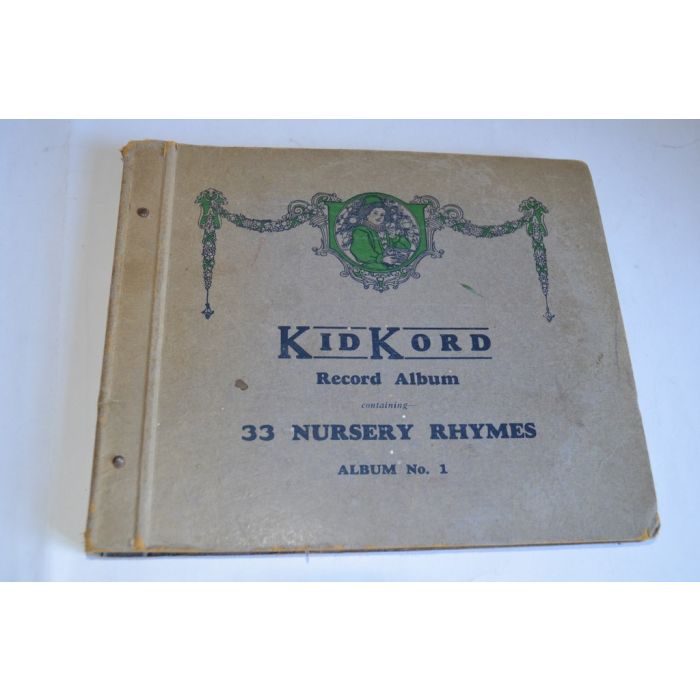 KIDKORD
Record Album
containing
33 NURSERY RHYMES
ALBUM No. 1